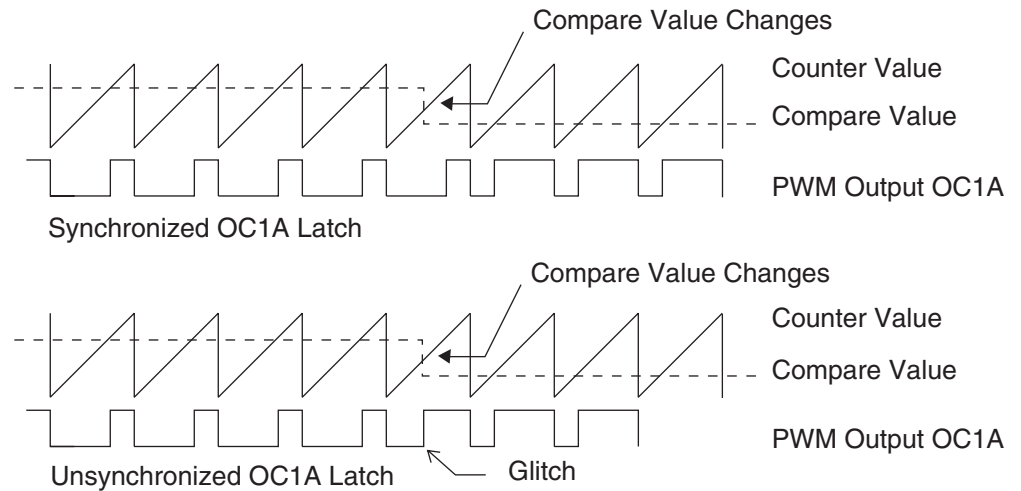 Compare Value Changes
Counter Value
Compare Value
PWM Output OC1A
Synchronized OC1A Latch
Compare Value Changes
Counter Value
Compare Value
PWM Output OC1A
Unsynchronized OC1A Latch
Glitch